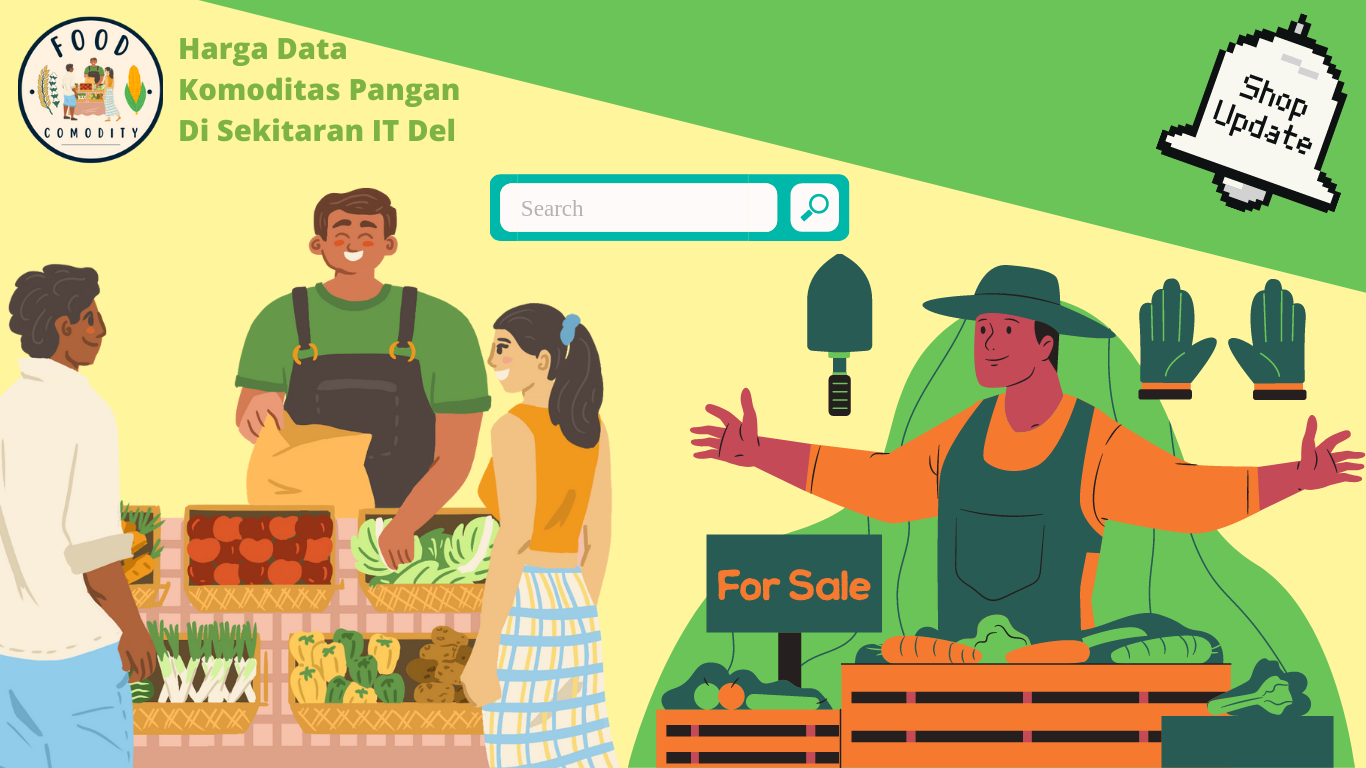 FOOD
COMODITY
Harga Data
Komoditas Pangan
Di Sekitaran IT Del
Shop
Update
Search
For Sale